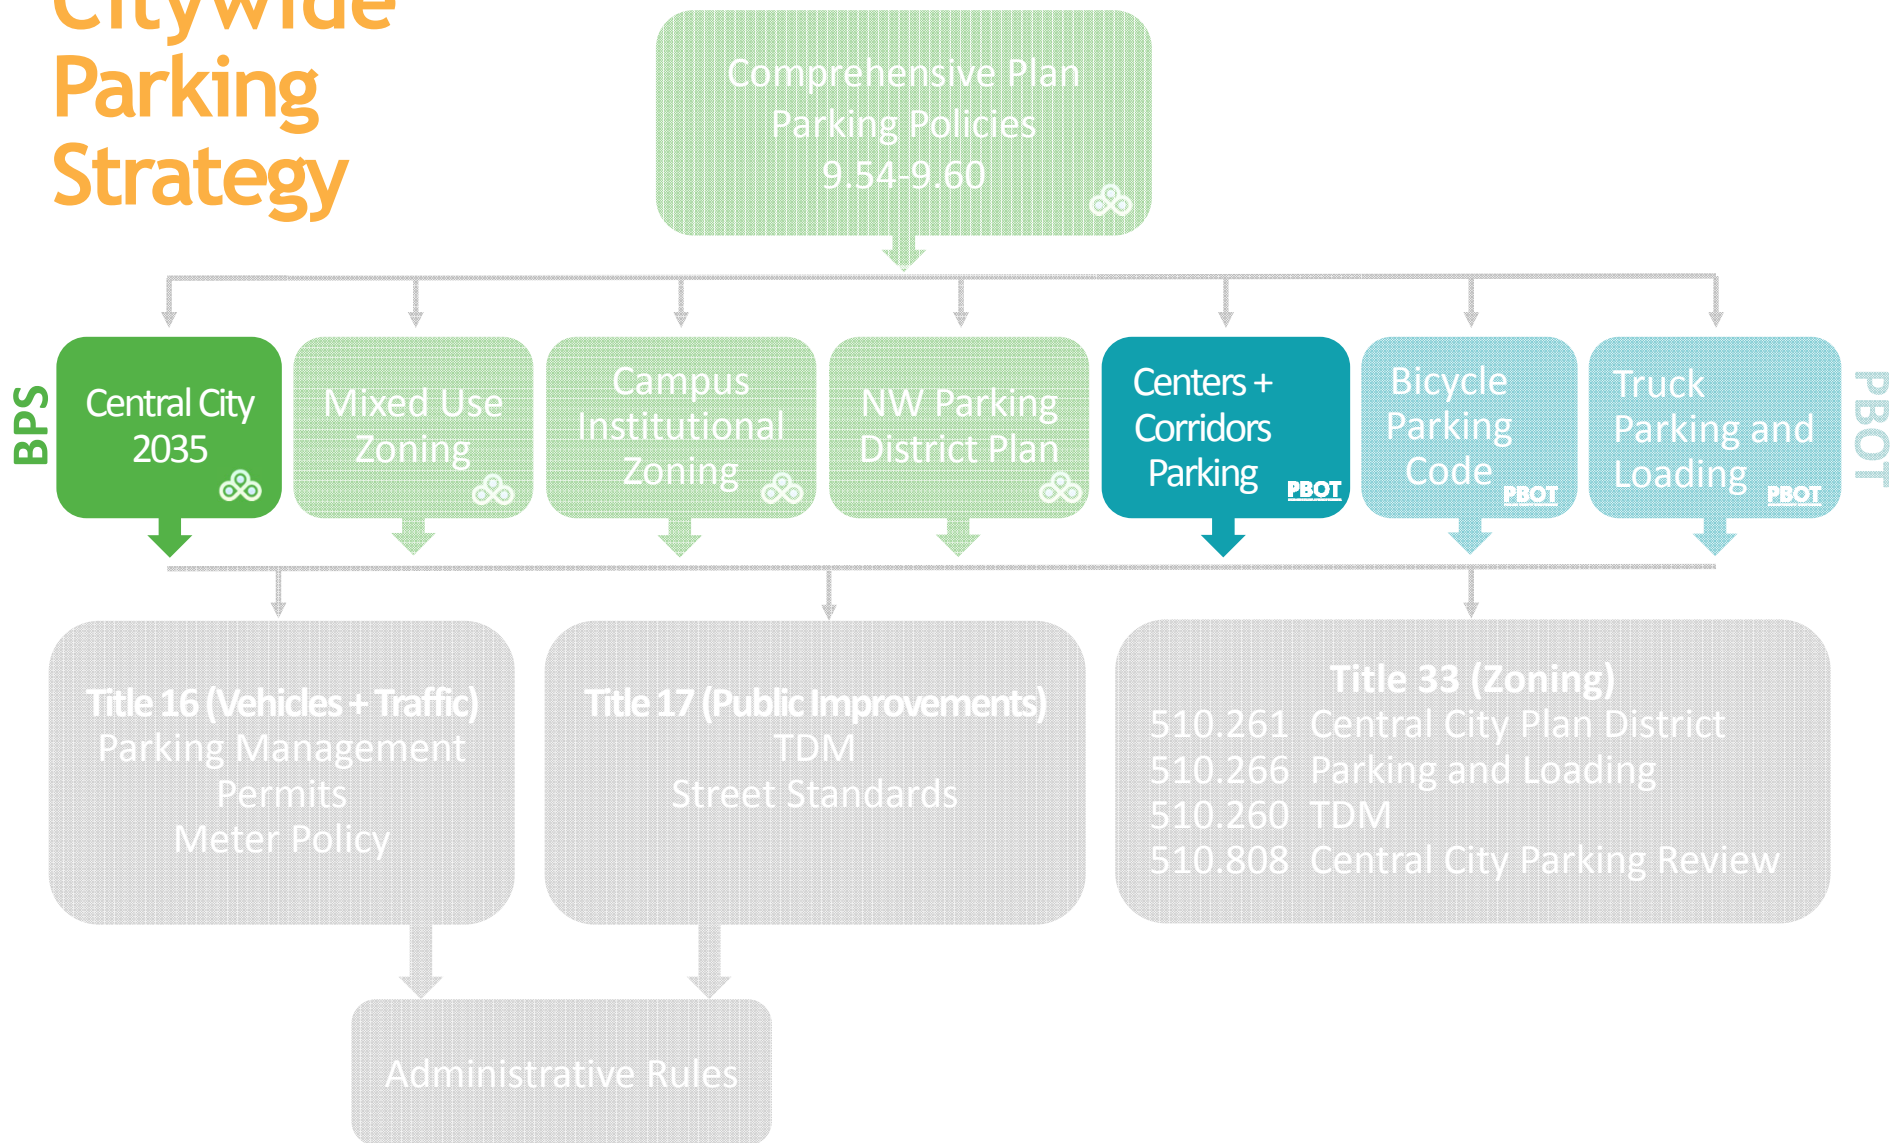 Citywide
Parking
Strategy
Comprehensive Plan
Parking Policies
9.54-9.60
BPS
Central City
2035
Mixed Use
Zoning
Campus
Institutional
Zoning
NW Parking
District Plan
Centers +
Corridors
Parking
PBOT
Bicycle
Parking
Code
PBOT
Truck
Parking and
Loading
PBOT
PBOT
Title 16 (Vehicles + Traffic)
Parking Management
Permits
Meter Policy
Title 17 (Public Improvements)
TDM
Street Standards
Title 33 (Zoning)
510.261 Central City Plan District
510.266 Parking and Loading
510.260 TDM
510.808 Central City Parking Review
Administrative Rules